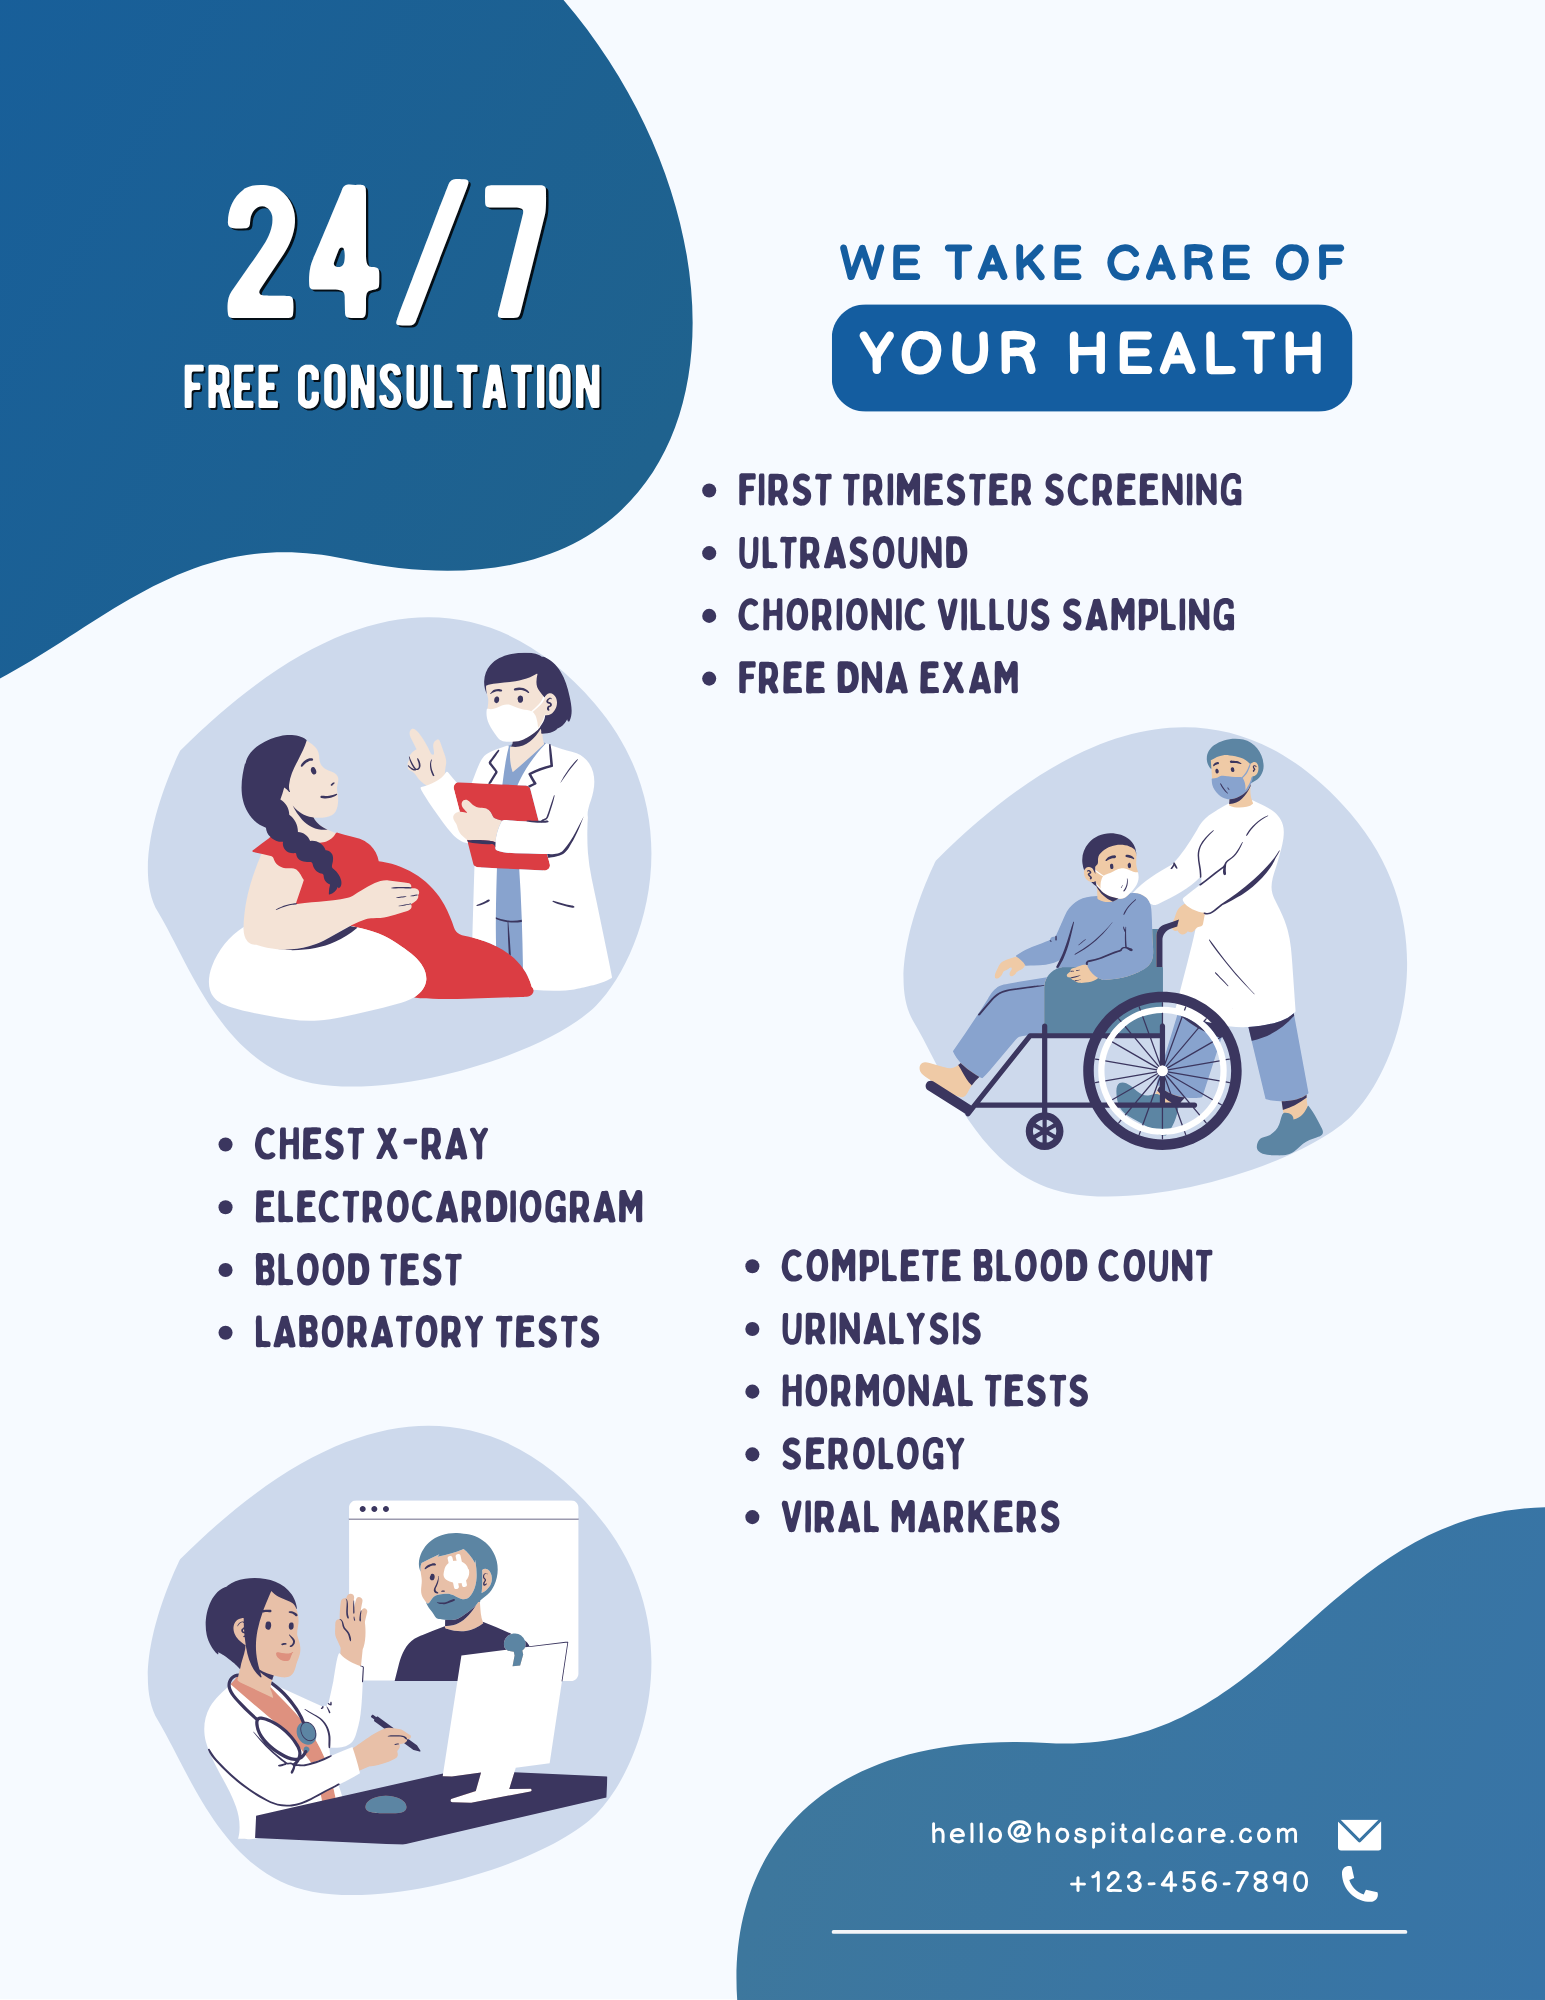 24/7
FREE CONSULTATION
WE TAKE CARE OF
YOUR HEALTH
• FIRST TRIMESTER SCREENING
• ULTRASOUND
• CHORIONIC VILLUS SAMPLING
• FREE DNA EXAM
• CHEST X-RAY
• ELECTROCARDIOGRAM
• BLOOD TEST
• LABORATORY TESTS
• COMPLETE BLOOD COUNT
• URINALYSIS
• HORMONAL TESTS
• SEROLOGY
• VIRAL MARKERS
hello@hospitalcare.com
+123-456-7890